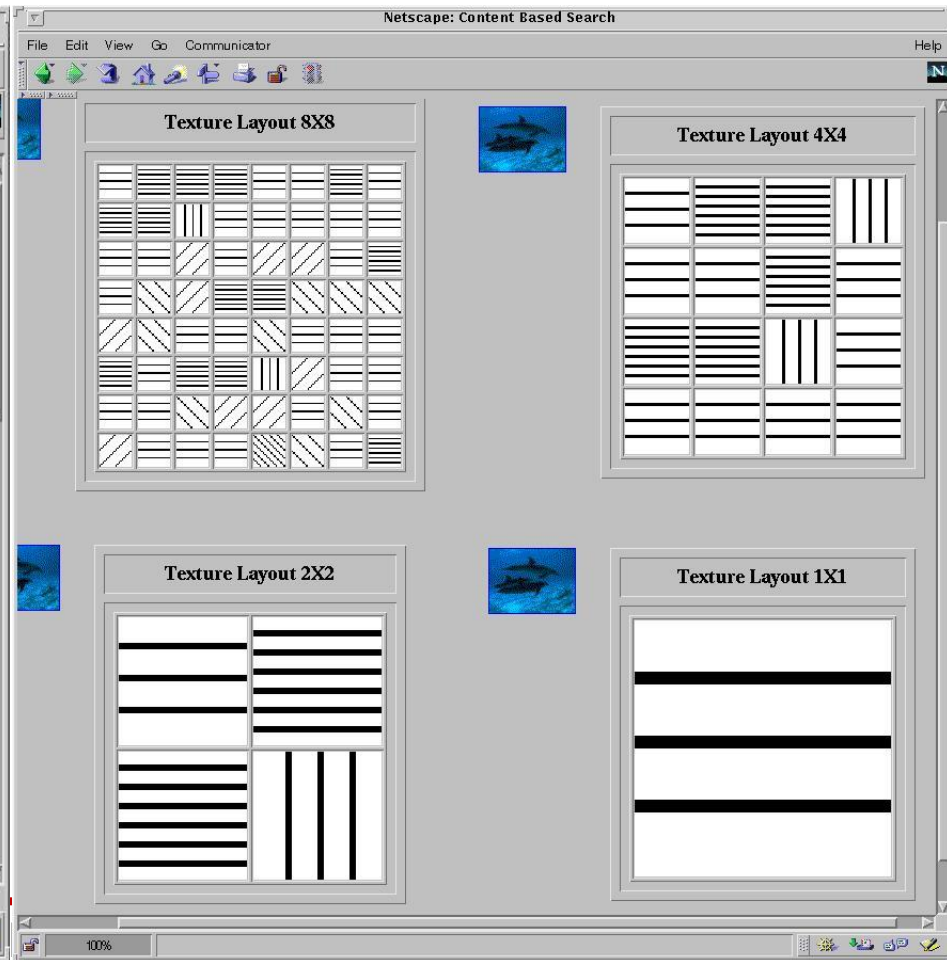 Netscape: Content Based Search
File Edit View Go Communicator Help
N
Texture Layout 8X8
Texture Layout 4X4
Texture Layout 2X2
Texture Layout 1X1
100%